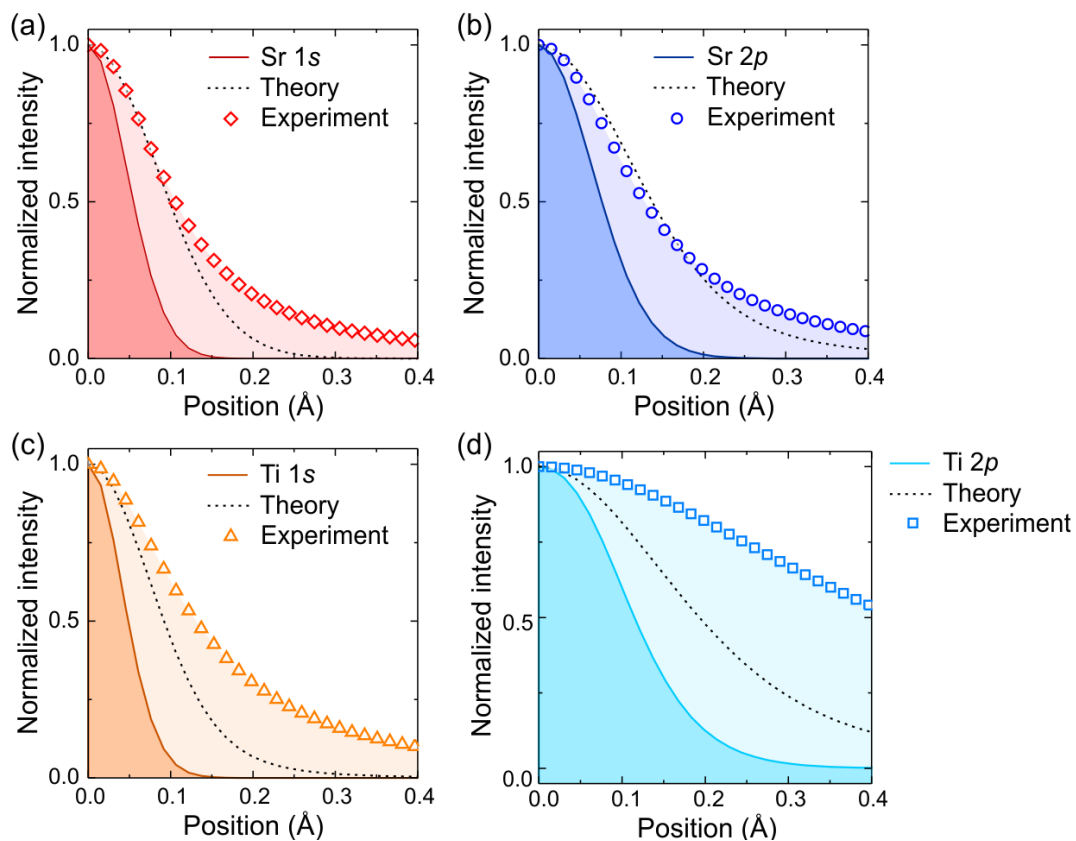 (a)
Sr 1s
Theory
Experiment
Normalized intensity
1.0
0.5
0.0
0.0 0.1 0.2 0.3 0.4
Position (Å)
(b)
Sr 2p
Theory
Experiment
Normalized intensity
1.0
0.5
0.0
0.0 0.1 0.2 0.3 0.4
Position (Å)
(c)
Ti 1s
Theory
Experiment
Normalized intensity
1.0
0.5
0.0
0.0 0.1 0.2 0.3 0.4
Position (Å)
(d)
Ti 2p
Theory
Experiment
Normalized intensity
1.0
0.5
0.0
0.0 0.1 0.2 0.3 0.4
Position (Å)